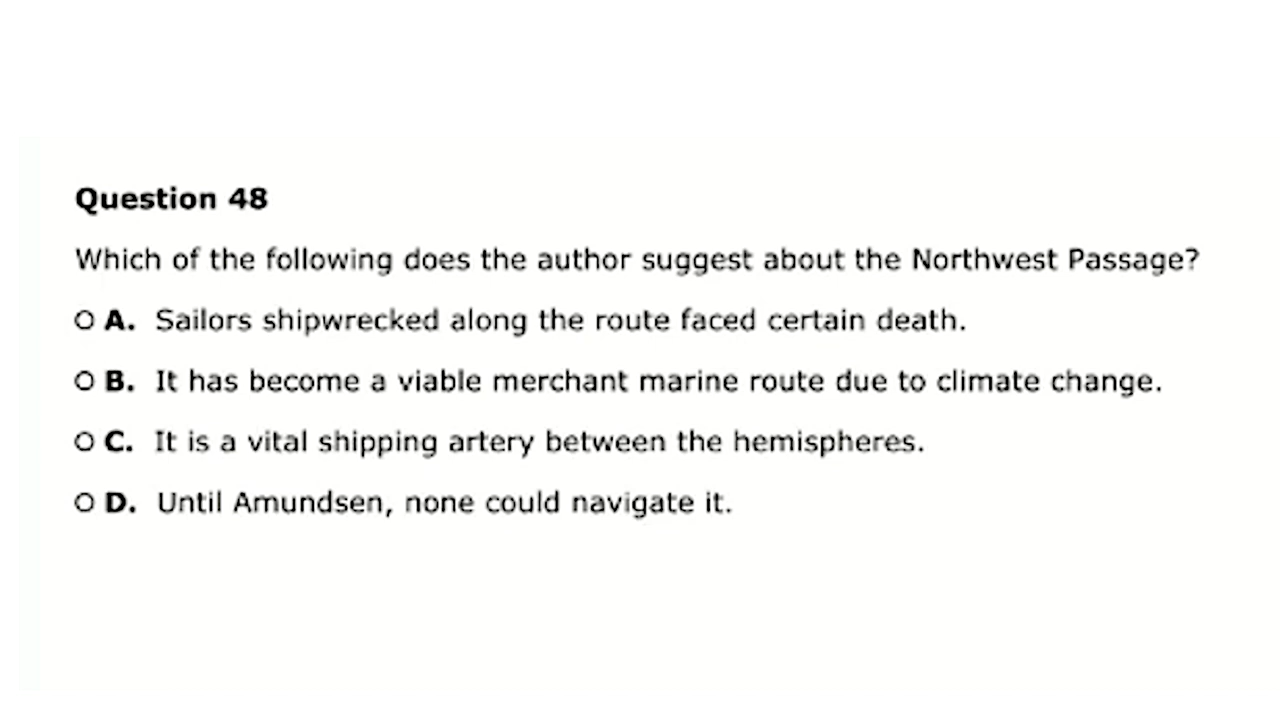 Question 48
Which of the following does the author suggest about the Northwest Passage?
A. Sailors shipwrecked along the route faced certain death.
B. It has become a viable merchant marine route due to climate change.
C. It is a vital shipping artery between the hemispheres.
D. Until Amundsen, none could navigate it.